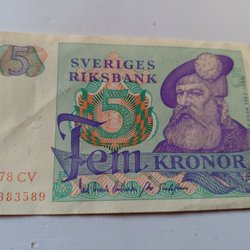 5
SVERIGES
RIKSBANK
5
78 CV
383589
Fem KRONOR